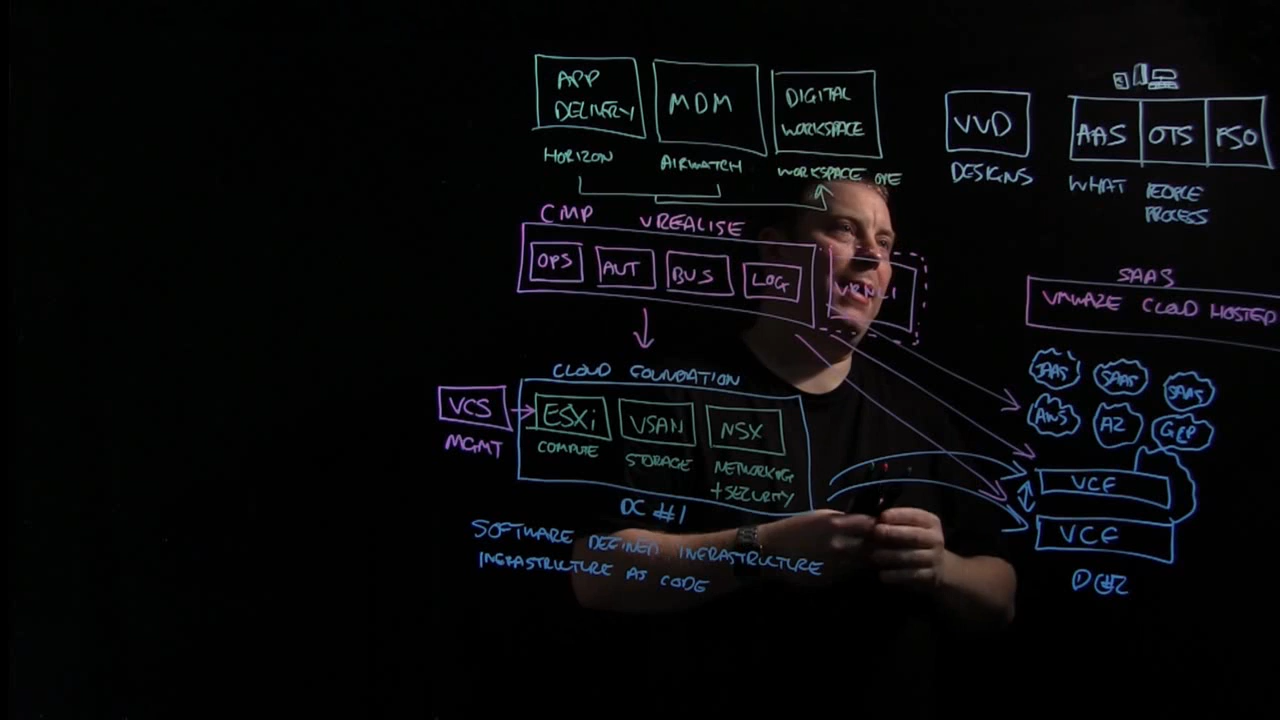 APP
DELIVERY
HORIZON
MDM
AIRWATCH
DIGITAL
WORKSPACE
WORKSPACE ONE
VVD
DESIGNS
AAS
OTS
WHAT
PEOPLE
PROCESS
CMP
VREALISE
OPS
AUT
BUS
LOG
SAAS
VMWARE CLOUD HOSTED
IAAS
SAAS
SAAS
AWS
AZ
GCP
CLOUD FOUNDATION
VCS
MGMT
ESXi
COMPUTE
VSAN
STORAGE
NSX
NETWORKING
+SECURITY
DC #1
SOFTWARE DEFINED INFRASTRUCTURE
INFRASTRUCTURE AS CODE
VCF
VCF
DC#2